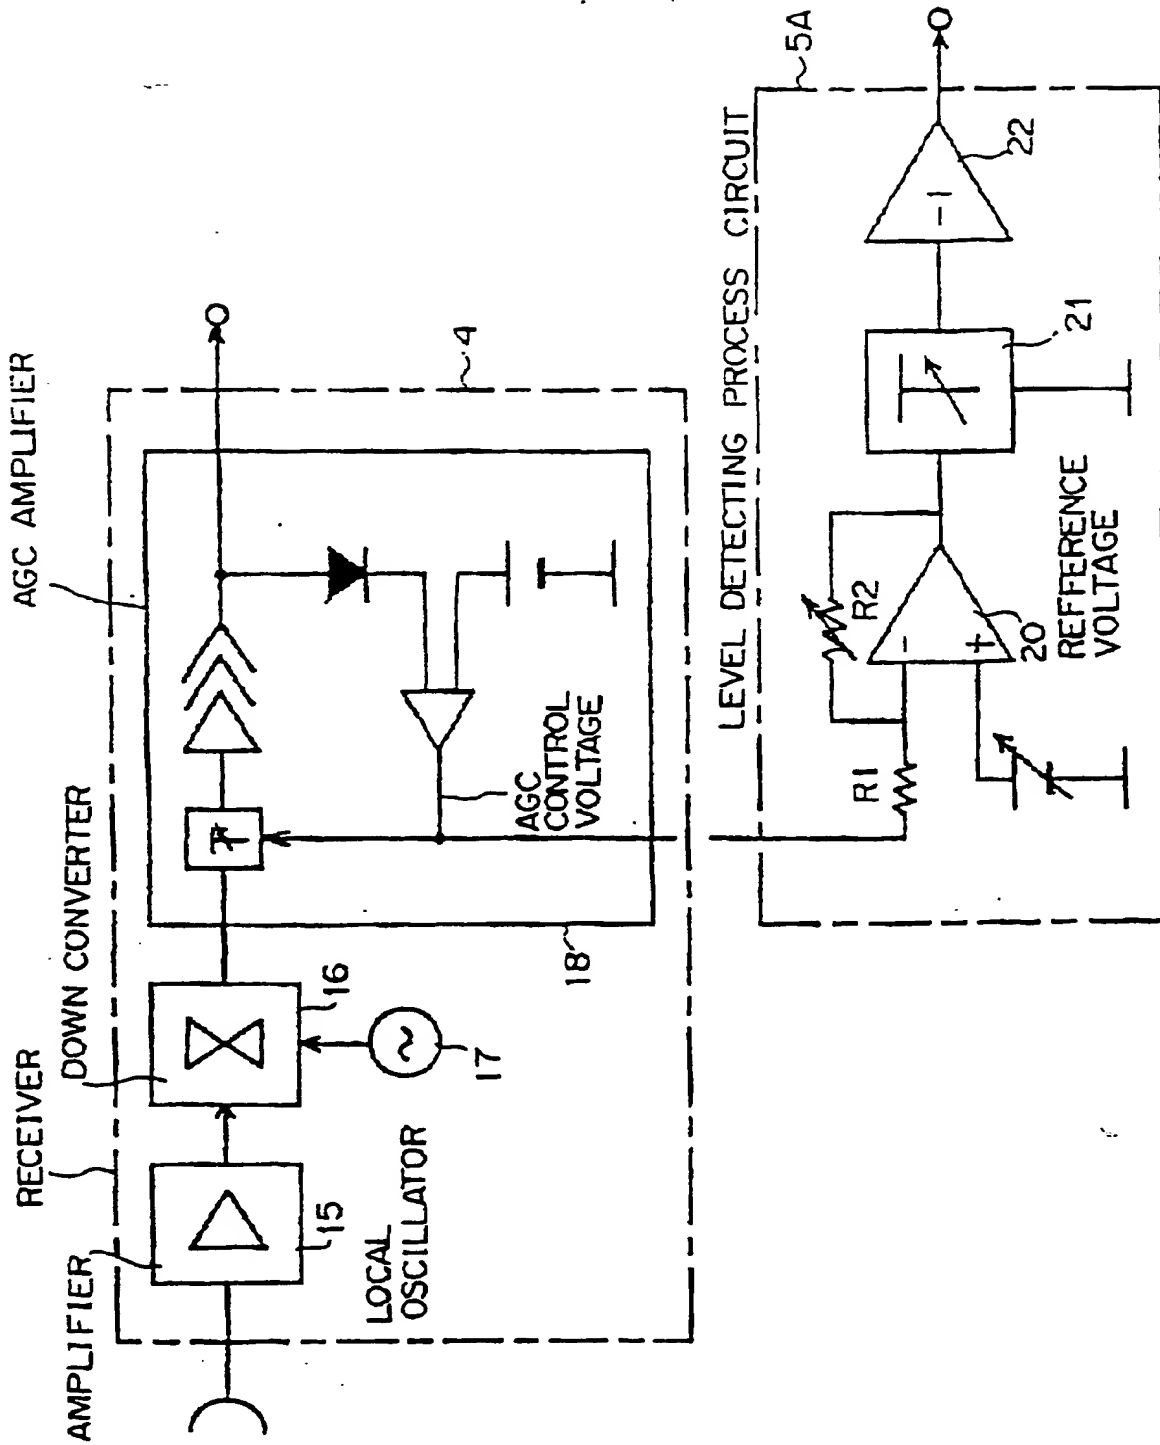 AGC AMPLIFIER
RECEIVER
DOWN CONVERTER
AMPLIFIER
4
15
16
17
18
LOCAL
OSCILLATOR
AGC
CONTROL
VOLTAGE
LEVEL DETECTING PROCESS CIRCUIT
5A
R1
R2
-
+
20
REFFERENCE
VOLTAGE
21
-1
22